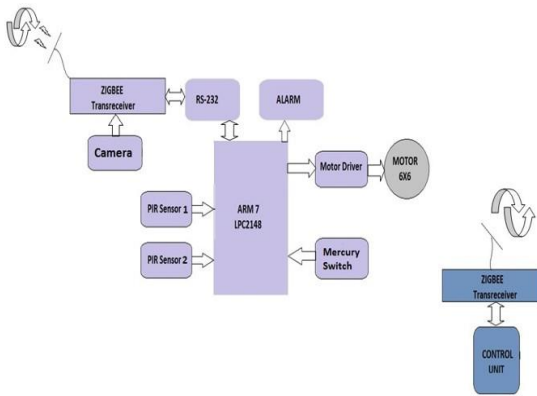 ZIGBEE
Transreceiver
RS-232
ALARM
Camera
Motor Driver
MOTOR
6X6
PIR Sensor 1
ARM 7
LPC2148
PIR Sensor 2
Mercury
Switch
ZIGBEE
Transreceiver
CONTROL
UNIT